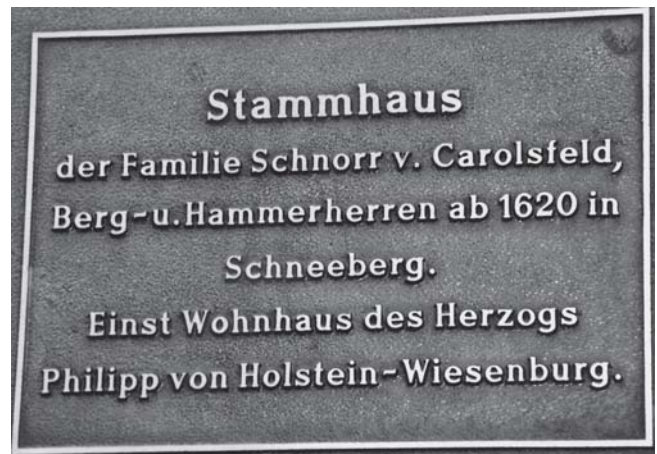 Stammhaus
der Familie Schnorr v. Carolsfeld,
Berg-u.Hammerherren ab 1620 in
Schneeberg.
Einst Wohnhaus des Herzogs
Philipp von Holstein-Wiesenburg.